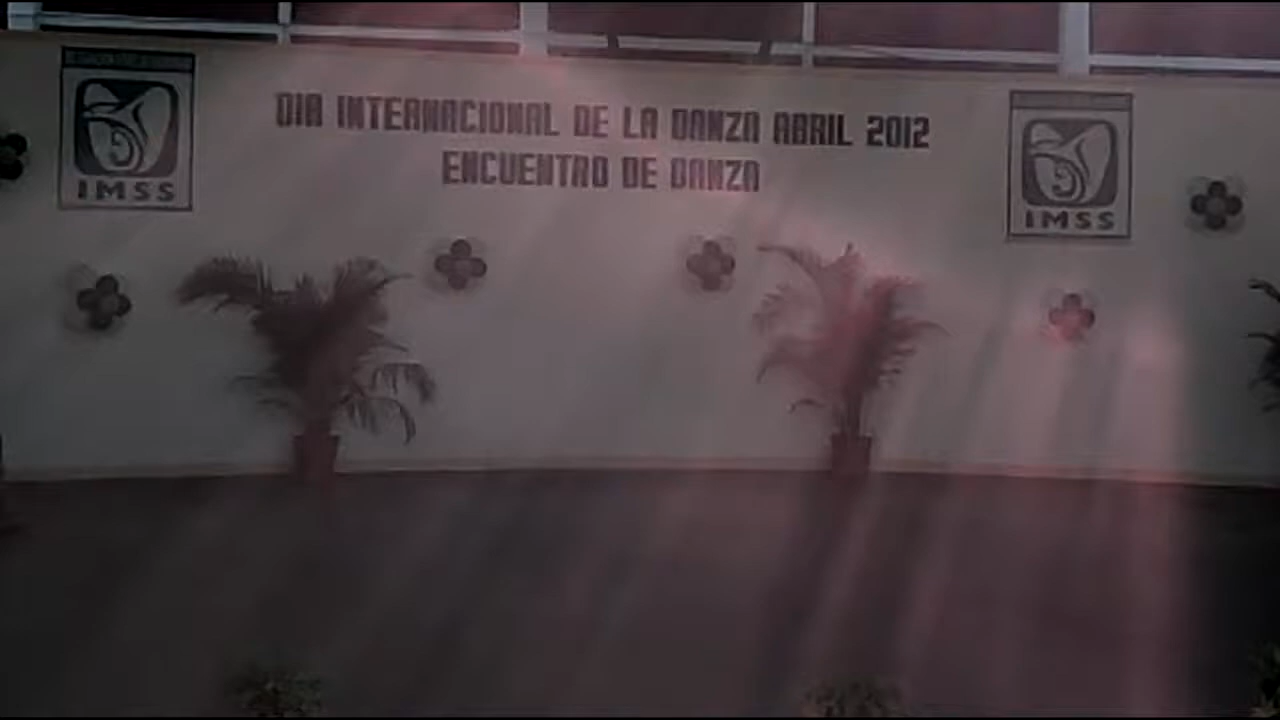 DIA INTERNACIONAL DE LA DANZA ABRIL 2012
ENCUENTRO DE DANZA
IMSS
IMSS